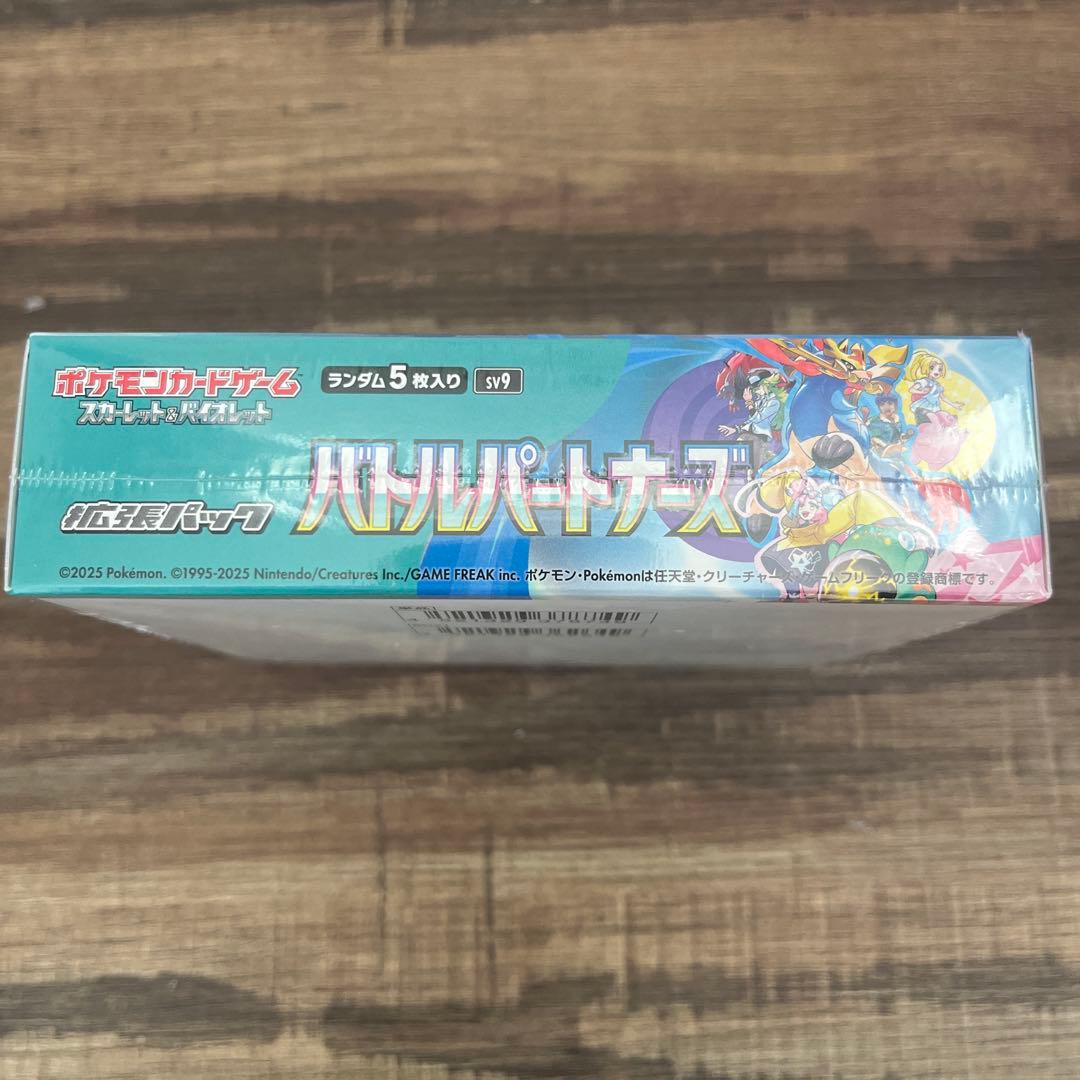 ポケモンカードゲーム
スカーレット&バイオレット
ランダム5枚入り
SV9
バトルパートナーズ
拡張パック
©2025 Pokémon. ©1995-2025 Nintendo/Creatures Inc./GAME FREAK inc. ポケモン・Pokémonは任天堂・クリーチャーズ・ゲームフリークの登録商標です。